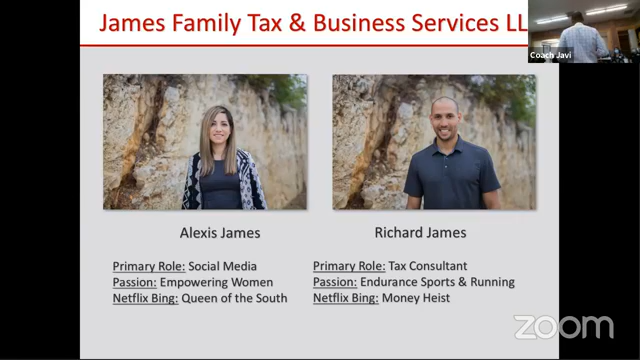 James Family Tax & Business Services LL
Coach Javi
Alexis James
Richard James
Primary Role: Social Media
Passion: Empowering Women
Netflix Bing: Queen of the South
Primary Role: Tax Consultant
Passion: Endurance Sports & Running
Netflix Bing: Money Heist
zoom